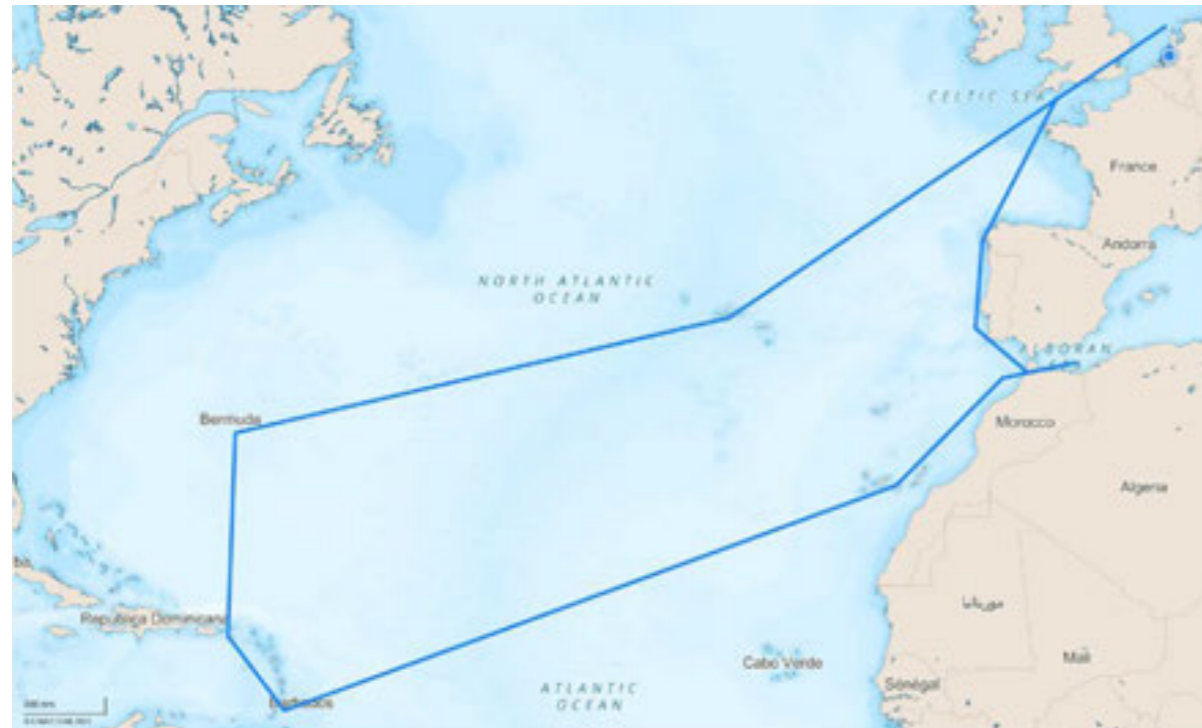 CELTIC SEA
France
Andorra
NORTH ATLANTIC
OCEAN
ALBORAN
Bermuda
Morocco
Algeria
República Dominicana
موريتانيا
Cabo Verde
Mali
Sénégal
ATLANTIC
OCEAN